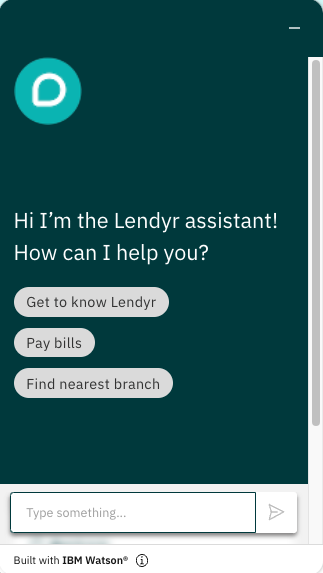 Hi I’m the Lendyr assistant!
How can I help you?
Get to know Lendyr
Pay bills
Find nearest branch
Type something...
Built with IBM Watson®